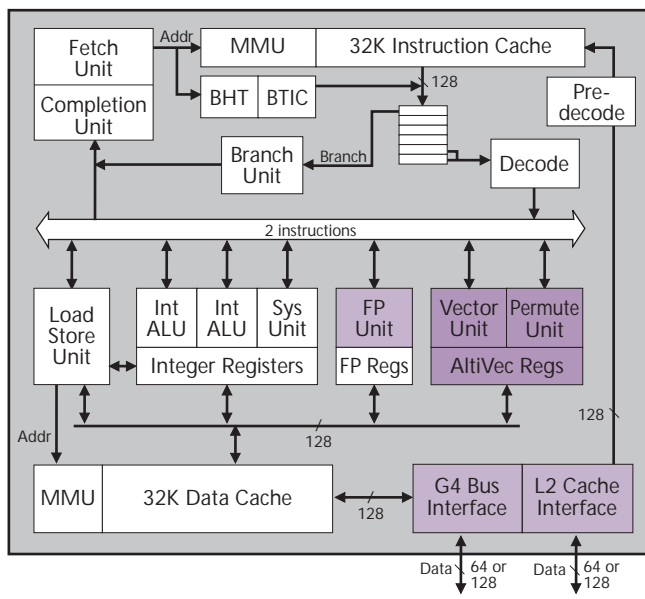 Fetch
Unit
Addr
MMU
32K Instruction Cache
Completion
Unit
BHT
BTIC
128
Pre-
decode
Branch
Unit
Branch
Decode
2 instructions
Load
Store
Unit
Int
ALU
Int
ALU
Sys
Unit
Integer Registers
FP
Unit
FP Regs
Vector
Unit
Permute
Unit
AltiVec Regs
128
128
Addr
MMU
32K Data Cache
128
G4 Bus
Interface
L2 Cache
Interface
Data
64 or
128
Data
64 or
128